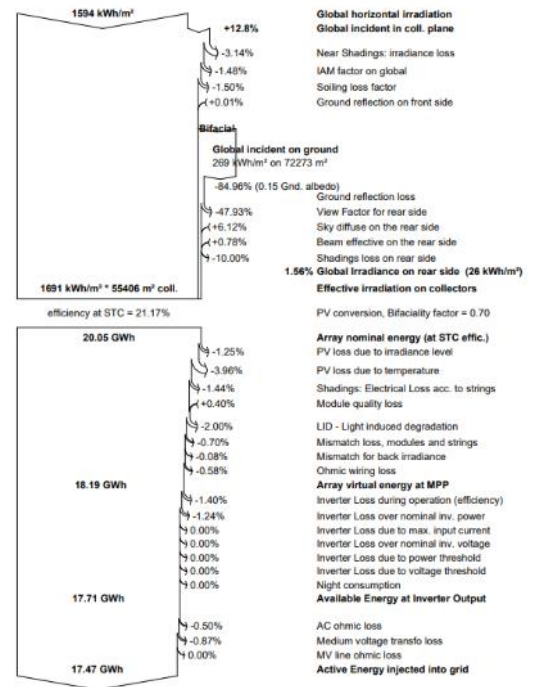 1594 kWh/m² Global horizontal irradiation
+12.8% Global incident in coll. plane
-3.14% Near Shadings: irradiance loss
-1.48% IAM factor on global
-1.50% Soiling loss factor
+0.01% Ground reflection on front side
Bifacial
Global incident on ground
269 kWh/m² on 72273 m²
-84.96% (0.15 Gnd. albedo)
Ground reflection loss
-47.93% View Factor for rear side
+6.12% Sky diffuse on the rear side
+0.78% Beam effective on the rear side
-10.00% Shadings loss on rear side
1.56% Global Irradiance on rear side (26 kWh/m²)
1691 kWh/m² * 55406 m² coll. Effective irradiation on collectors
efficiency at STC = 21.17% PV conversion, Bifaciality factor = 0.70
20.05 GWh Array nominal energy (at STC effic.)
-1.25% PV loss due to irradiance level
-3.96% PV loss due to temperature
-1.44% Shadings: Electrical Loss acc. to strings
+0.40% Module quality loss
-2.00% LID - Light induced degradation
-0.70% Mismatch loss, modules and strings
-0.08% Mismatch for back irradiance
-0.58% Ohmic wiring loss
18.19 GWh Array virtual energy at MPP
-1.40% Inverter Loss during operation (efficiency)
-1.24% Inverter Loss over nominal inv. power
0.00% Inverter Loss due to max. input current
0.00% Inverter Loss over nominal inv. voltage
0.00% Inverter Loss due to power threshold
0.00% Inverter Loss due to voltage threshold
0.00% Night consumption
17.71 GWh Available Energy at Inverter Output
-0.50% AC ohmic loss
-0.87% Medium voltage transfo loss
0.00% MV line ohmic loss
17.47 GWh Active Energy injected into grid